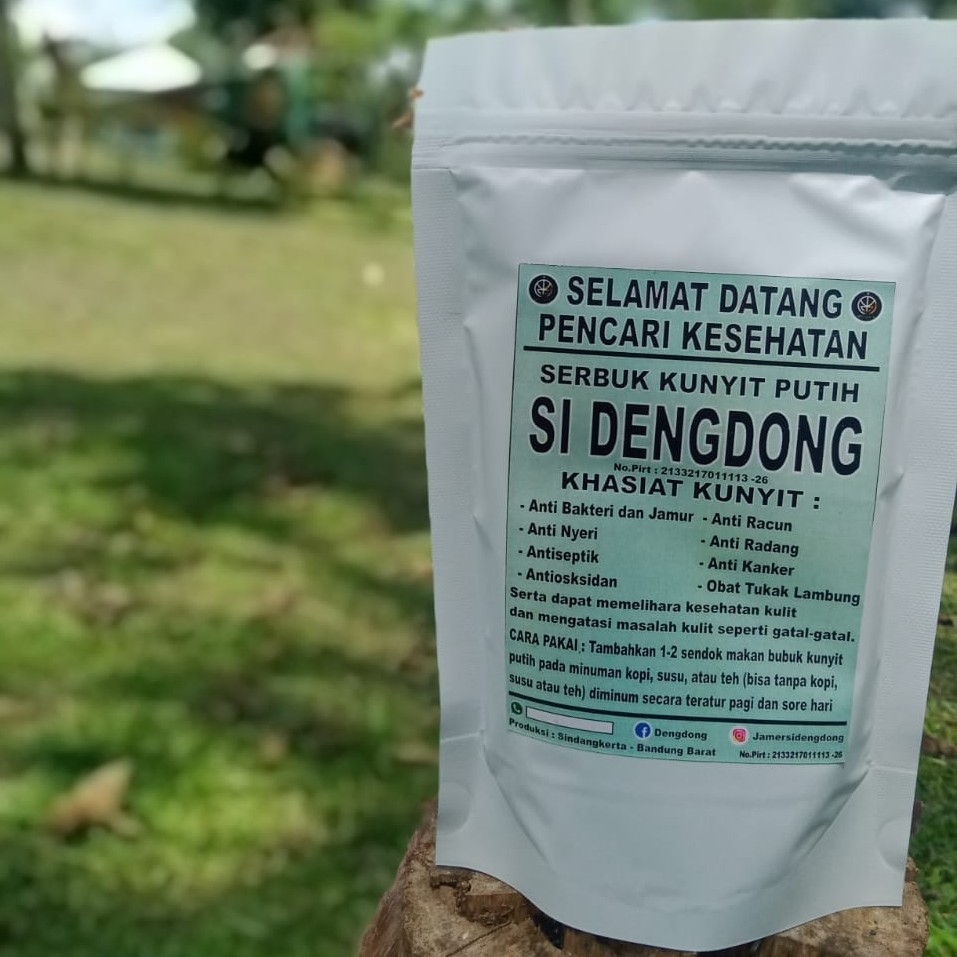 SELAMAT DATANG
PENCARI KESEHATAN
SERBUK KUNYIT PUTIH
SI DENGDONG
No.Pirt : 2133217011113 -26
KHASIAT KUNYIT :
- Anti Bakteri dan Jamur
- Anti Nyeri
- Antiseptik
- Antiosksidan
- Anti Racun
- Anti Radang
- Anti Kanker
- Obat Tukak Lambung
Serta dapat memelihara kesehatan kulit
dan mengatasi masalah kulit seperti gatal-gatal.
CARA PAKAI : Tambahkan 1-2 sendok makan bubuk kunyit
putih pada minuman kopi, susu, atau teh (bisa tanpa kopi,
susu atau teh) diminum secara teratur pagi dan sore hari
Dengdong
Jamersidengdong
Produksi : Sindangkerta - Bandung Barat
No.Pirt : 2133217011113 -26